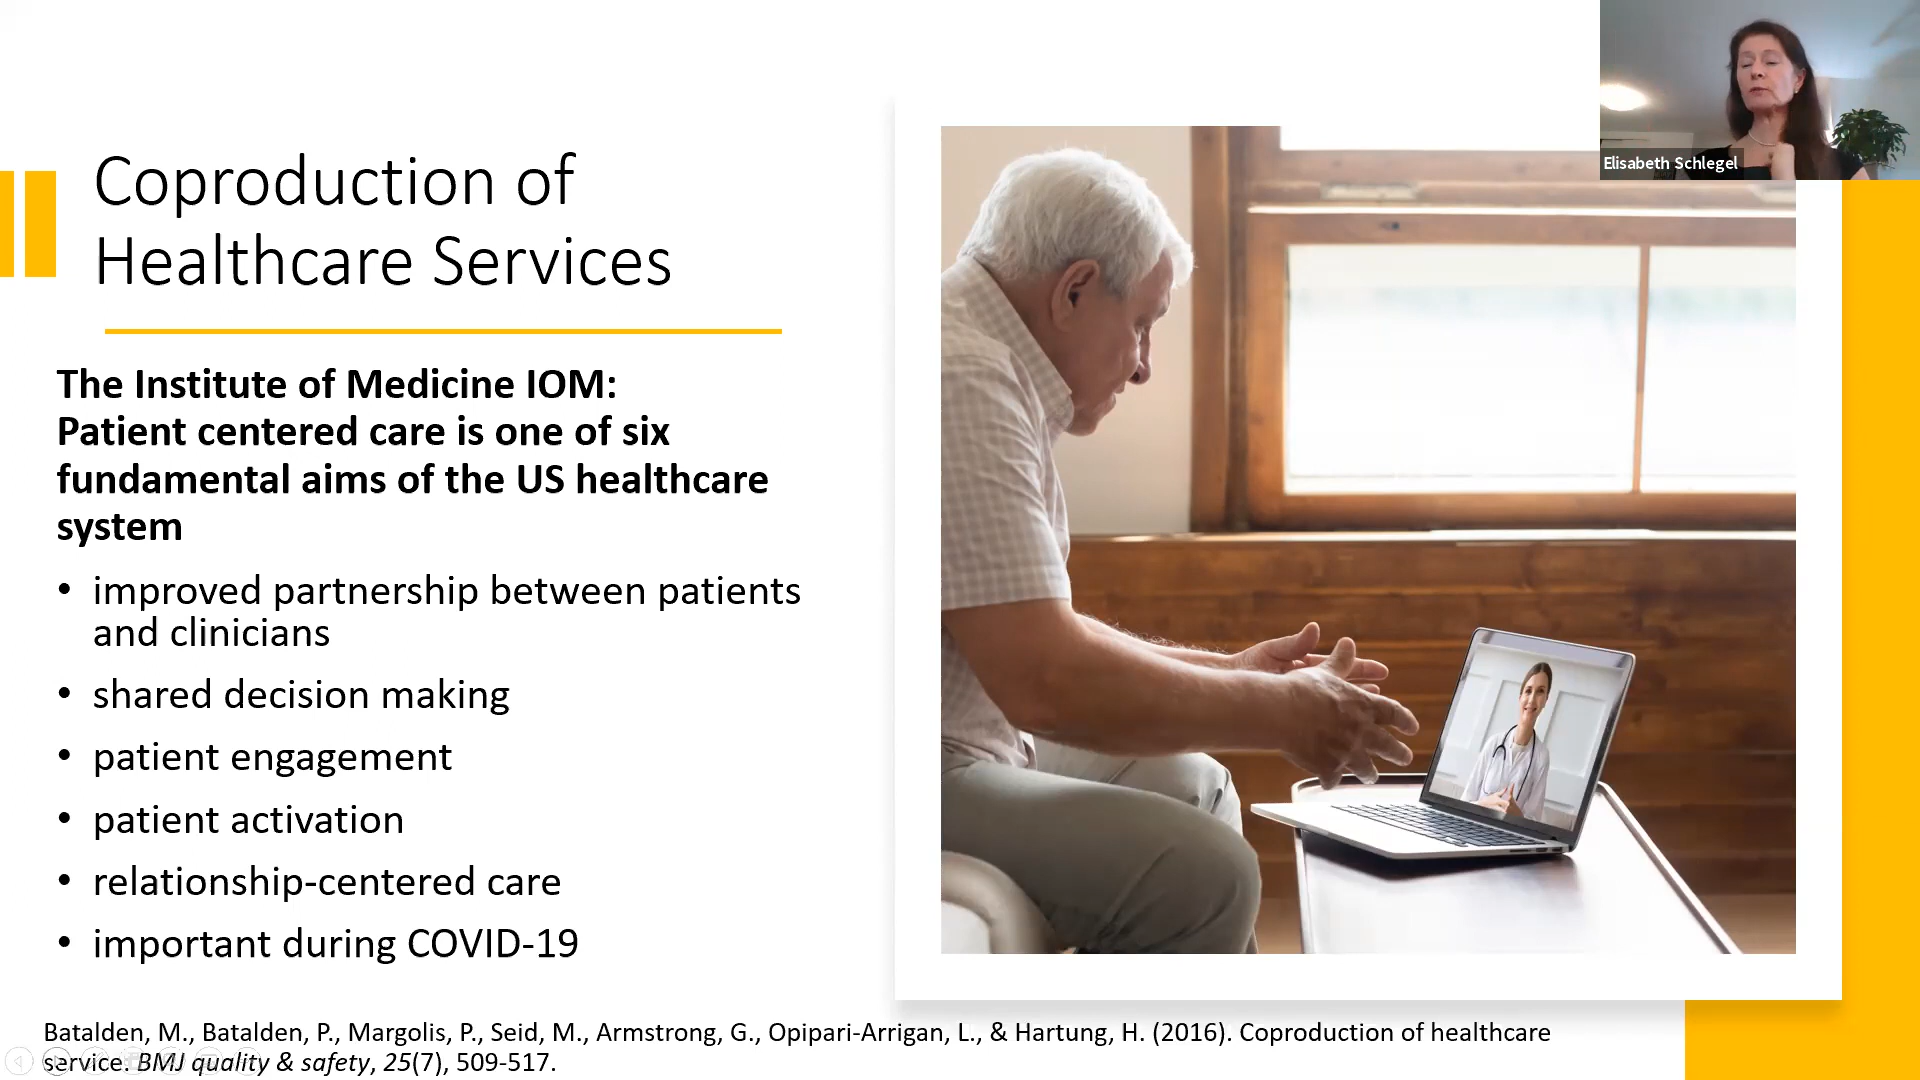 Elisabeth Schlegel
Coproduction of
Healthcare Services
The Institute of Medicine IOM:
Patient centered care is one of six
fundamental aims of the US healthcare
system
• improved partnership between patients
and clinicians
• shared decision making
• patient engagement
• patient activation
• relationship-centered care
• important during COVID-19
Batalden, M., Batalden, P., Margolis, P., Seid, M., Armstrong, G., Opipari-Arrigan, L., & Hartung, H. (2016). Coproduction of healthcare
service. BMJ quality & safety, 25(7), 509-517.